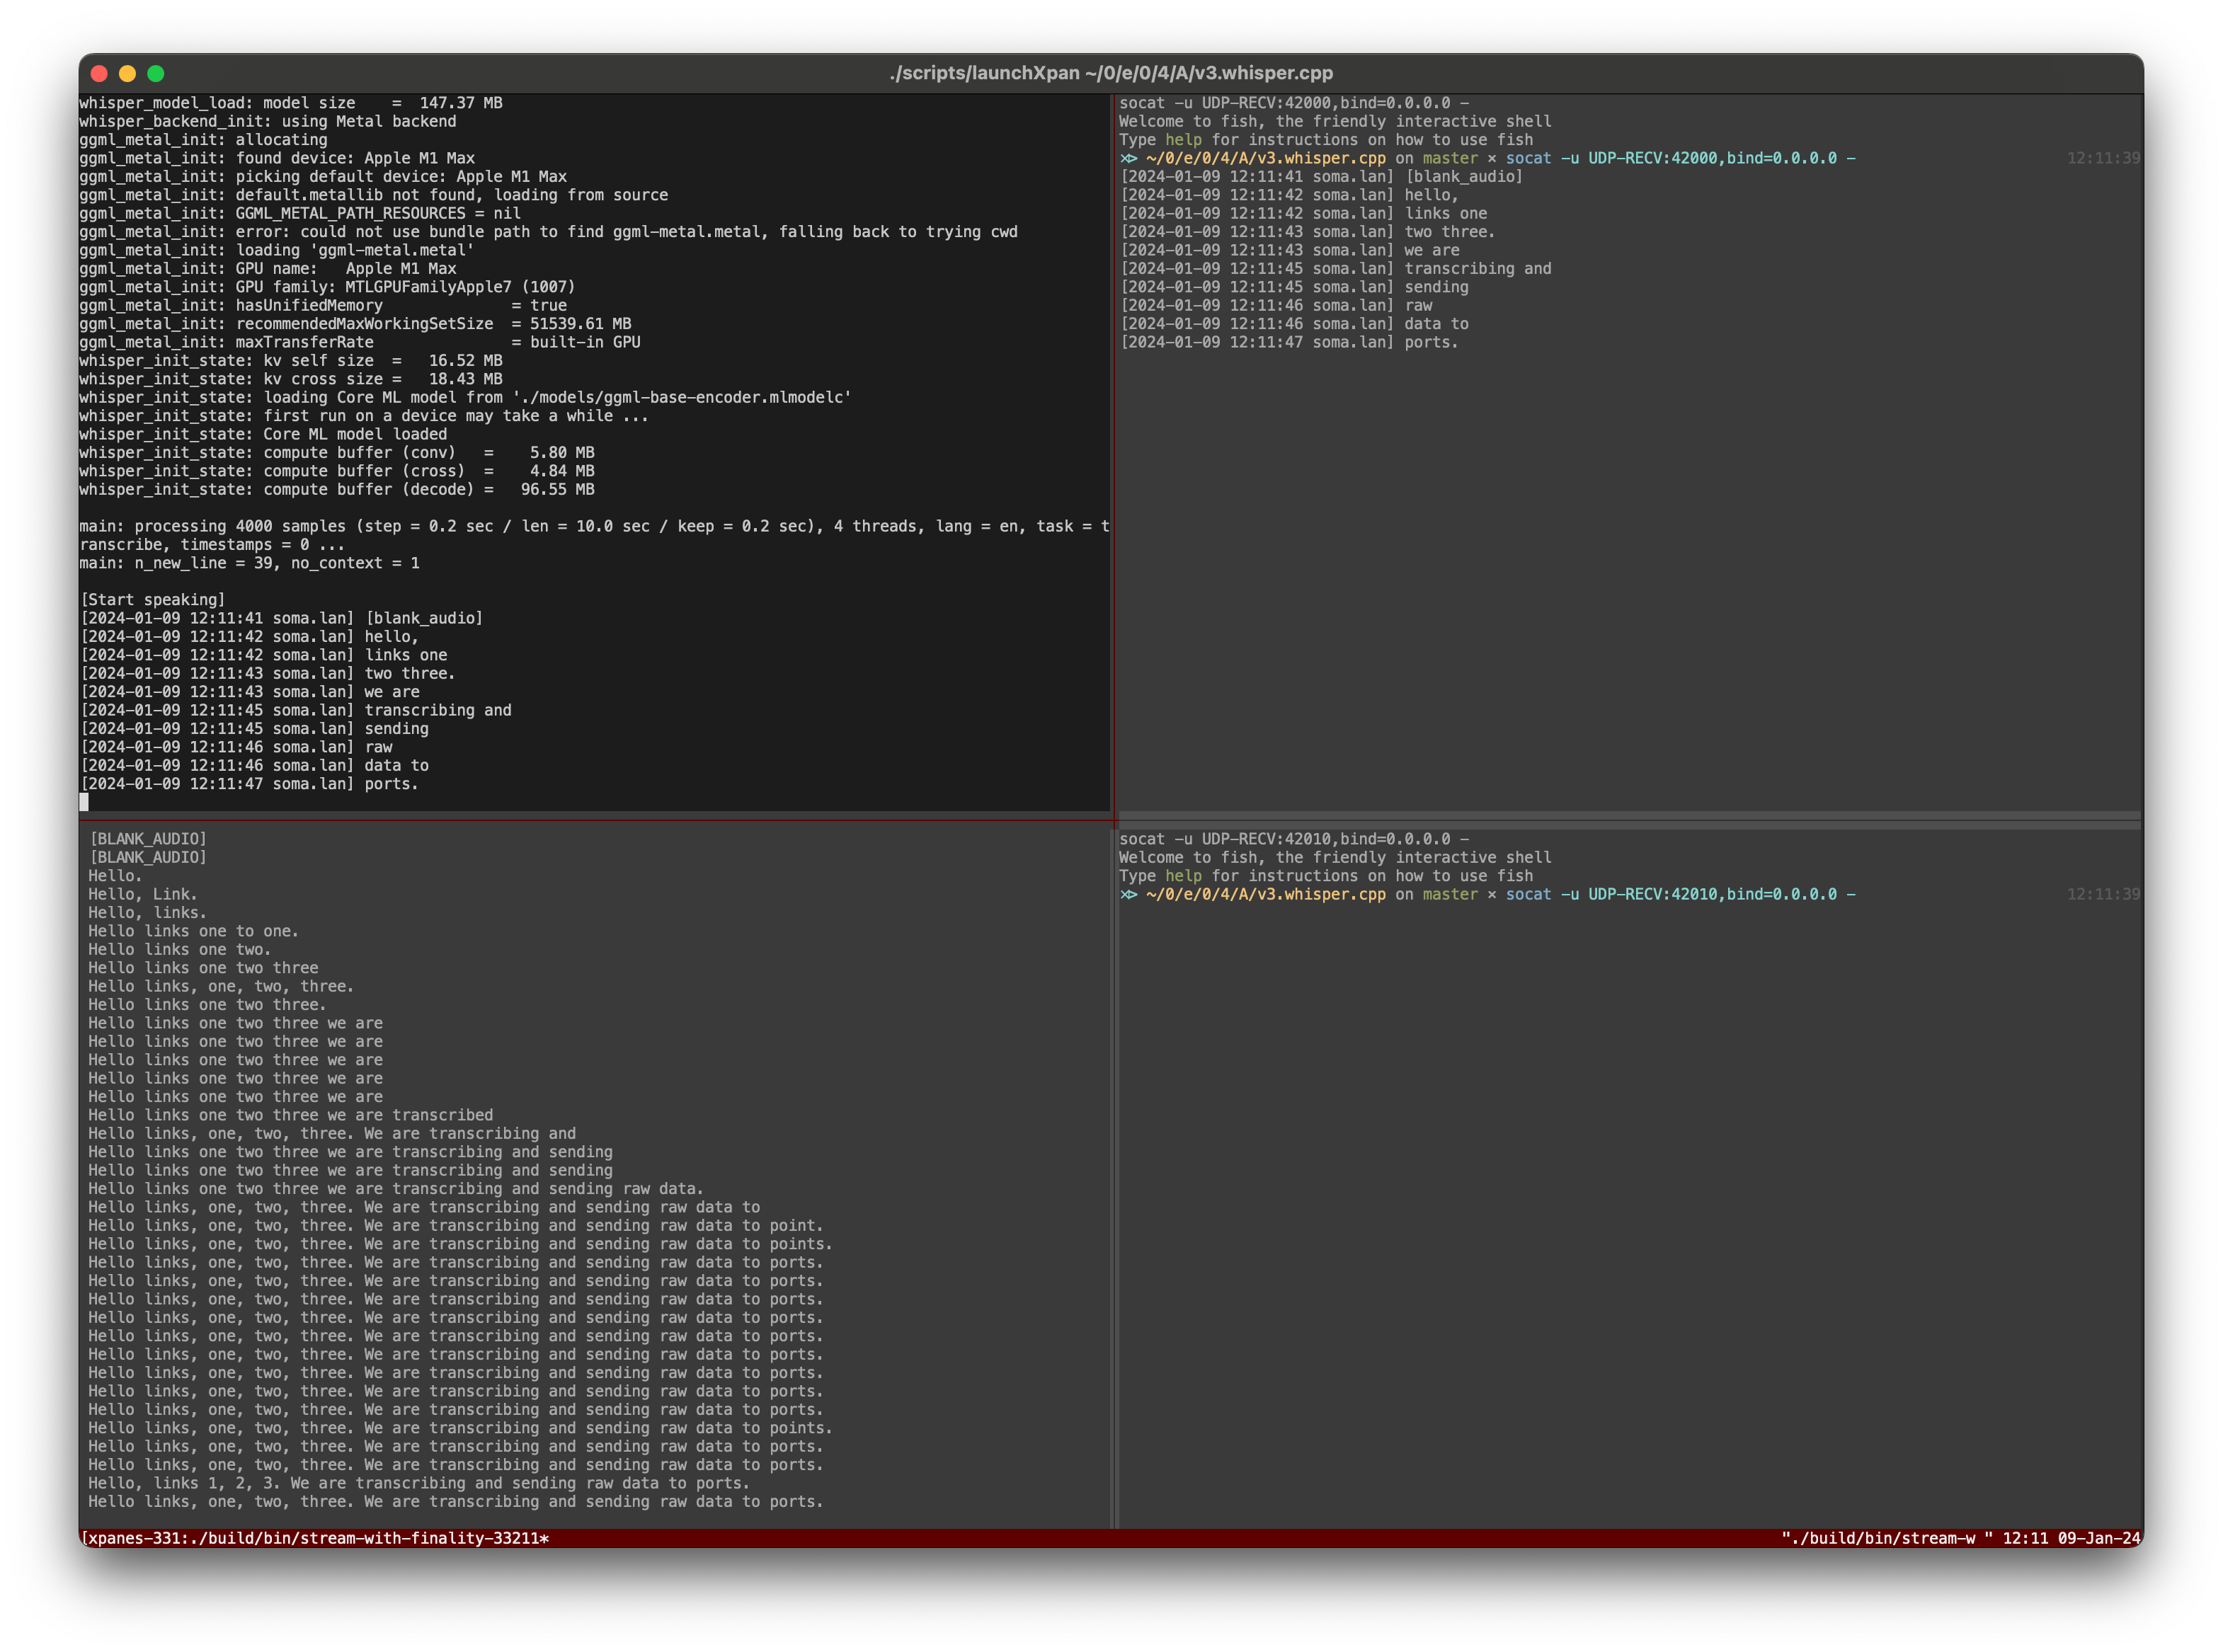 ./scripts/launchXpan ~/0/e/0/4/A/v3.whisper.cpp
whisper_model_load: model size    =  147.37 MB
whisper_backend_init: using Metal backend
ggml_metal_init: allocating
ggml_metal_init: found device: Apple M1 Max
ggml_metal_init: picking default device: Apple M1 Max
ggml_metal_init: default.metallib not found, loading from source
ggml_metal_init: GGML_METAL_PATH_RESOURCES = nil
ggml_metal_init: error: could not use bundle path to find ggml-metal.metal, falling back to trying cwd
ggml_metal_init: loading 'ggml-metal.metal'
ggml_metal_init: GPU name:   Apple M1 Max
ggml_metal_init: GPU family: MTLGPUFamilyApple7 (1007)
ggml_metal_init: hasUnifiedMemory              = true
ggml_metal_init: recommendedMaxWorkingSetSize  = 51539.61 MB
ggml_metal_init: maxTransferRate               = built-in GPU
whisper_init_state: kv self size  =   16.52 MB
whisper_init_state: kv cross size =   18.43 MB
whisper_init_state: loading Core ML model from './models/ggml-base-encoder.mlmodelc'
whisper_init_state: first run on a device may take a while ...
whisper_init_state: Core ML model loaded
whisper_init_state: compute buffer (conv)   =    5.80 MB
whisper_init_state: compute buffer (cross)  =    4.84 MB
whisper_init_state: compute buffer (decode) =   96.55 MB
main: processing 4000 samples (step = 0.2 sec / len = 10.0 sec / keep = 0.2 sec), 4 threads, lang = en, task = t
ranscribe, timestamps = 0 ...
main: n_new_line = 39, no_context = 1
[Start speaking]
[2024-01-09 12:11:41 soma.lan] [blank_audio]
[2024-01-09 12:11:42 soma.lan] hello,
[2024-01-09 12:11:42 soma.lan] links one
[2024-01-09 12:11:43 soma.lan] two three.
[2024-01-09 12:11:43 soma.lan] we are
[2024-01-09 12:11:45 soma.lan] transcribing and
[2024-01-09 12:11:45 soma.lan] sending
[2024-01-09 12:11:46 soma.lan] raw
[2024-01-09 12:11:46 soma.lan] data to
[2024-01-09 12:11:47 soma.lan] ports.
socat -u UDP-RECV:42000,bind=0.0.0.0 -
Welcome to fish, the friendly interactive shell
Type help for instructions on how to use fish
⋊> ~/0/e/0/4/A/v3.whisper.cpp on master × socat -u UDP-RECV:42000,bind=0.0.0.0 - 12:11:39
[2024-01-09 12:11:41 soma.lan] [blank_audio]
[2024-01-09 12:11:42 soma.lan] hello,
[2024-01-09 12:11:42 soma.lan] links one
[2024-01-09 12:11:43 soma.lan] two three.
[2024-01-09 12:11:43 soma.lan] we are
[2024-01-09 12:11:45 soma.lan] transcribing and
[2024-01-09 12:11:45 soma.lan] sending
[2024-01-09 12:11:46 soma.lan] raw
[2024-01-09 12:11:46 soma.lan] data to
[2024-01-09 12:11:47 soma.lan] ports.
[BLANK_AUDIO]
[BLANK_AUDIO]
Hello.
Hello, Link.
Hello, links.
Hello links one to one.
Hello links one two.
Hello links one two three
Hello links, one, two, three.
Hello links one two three.
Hello links one two three we are
Hello links one two three we are
Hello links one two three we are
Hello links one two three we are
Hello links one two three we are
Hello links one two three we are transcribed
Hello links, one, two, three. We are transcribing and
Hello links one two three we are transcribing and sending
Hello links one two three we are transcribing and sending
Hello links one two three we are transcribing and sending raw data.
Hello links, one, two, three. We are transcribing and sending raw data to
Hello links, one, two, three. We are transcribing and sending raw data to point.
Hello links, one, two, three. We are transcribing and sending raw data to points.
Hello links, one, two, three. We are transcribing and sending raw data to ports.
Hello links, one, two, three. We are transcribing and sending raw data to ports.
Hello links, one, two, three. We are transcribing and sending raw data to ports.
Hello links, one, two, three. We are transcribing and sending raw data to ports.
Hello links, one, two, three. We are transcribing and sending raw data to ports.
Hello links, one, two, three. We are transcribing and sending raw data to ports.
Hello links, one, two, three. We are transcribing and sending raw data to ports.
Hello links, one, two, three. We are transcribing and sending raw data to ports.
Hello links, one, two, three. We are transcribing and sending raw data to ports.
Hello links, one, two, three. We are transcribing and sending raw data to points.
Hello links, one, two, three. We are transcribing and sending raw data to ports.
Hello links, one, two, three. We are transcribing and sending raw data to ports.
Hello, links 1, 2, 3. We are transcribing and sending raw data to ports.
Hello links, one, two, three. We are transcribing and sending raw data to ports.
socat -u UDP-RECV:42010,bind=0.0.0.0 -
Welcome to fish, the friendly interactive shell
Type help for instructions on how to use fish
⋊> ~/0/e/0/4/A/v3.whisper.cpp on master × socat -u UDP-RECV:42010,bind=0.0.0.0 - 12:11:39
[xpanes-331:./build/bin/stream-with-finality-33211* "./build/bin/stream-w " 12:11 09-Jan-24